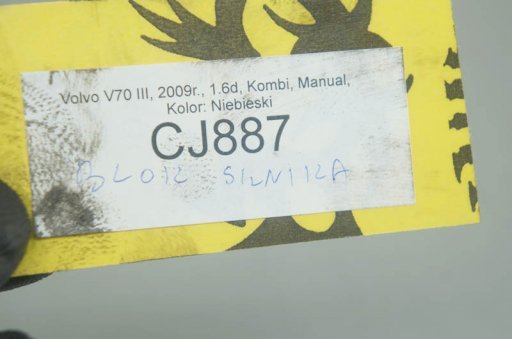 Volvo V70 III, 2009r., 1.6d, Kombi, Manual,
Kolor: Niebieski
CJ887
BLOK SILNIKA